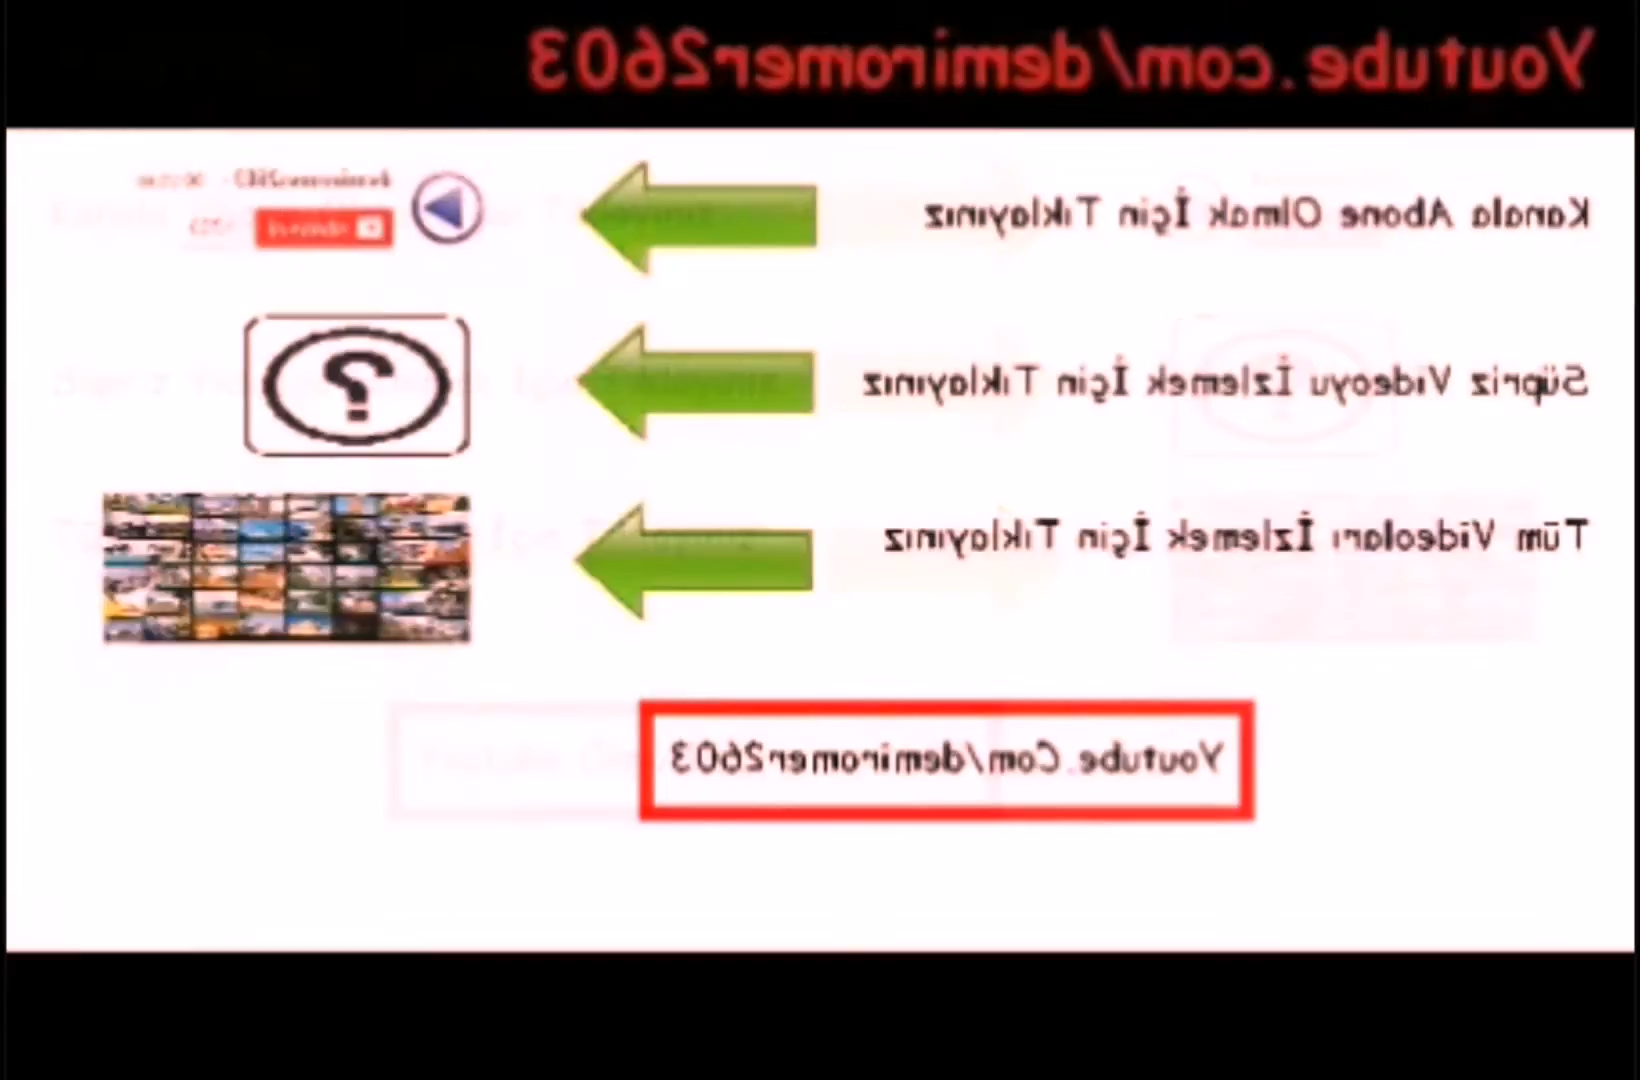 Youtube.com/demiromer2603
Kanala Abone Olmak İçin Tıklayınız
Süpriz Videoyu İzlemek İçin Tıklayınız
Tüm Videoları İzlemek İçin Tıklayınız
Youtube.Com/demiromer2603